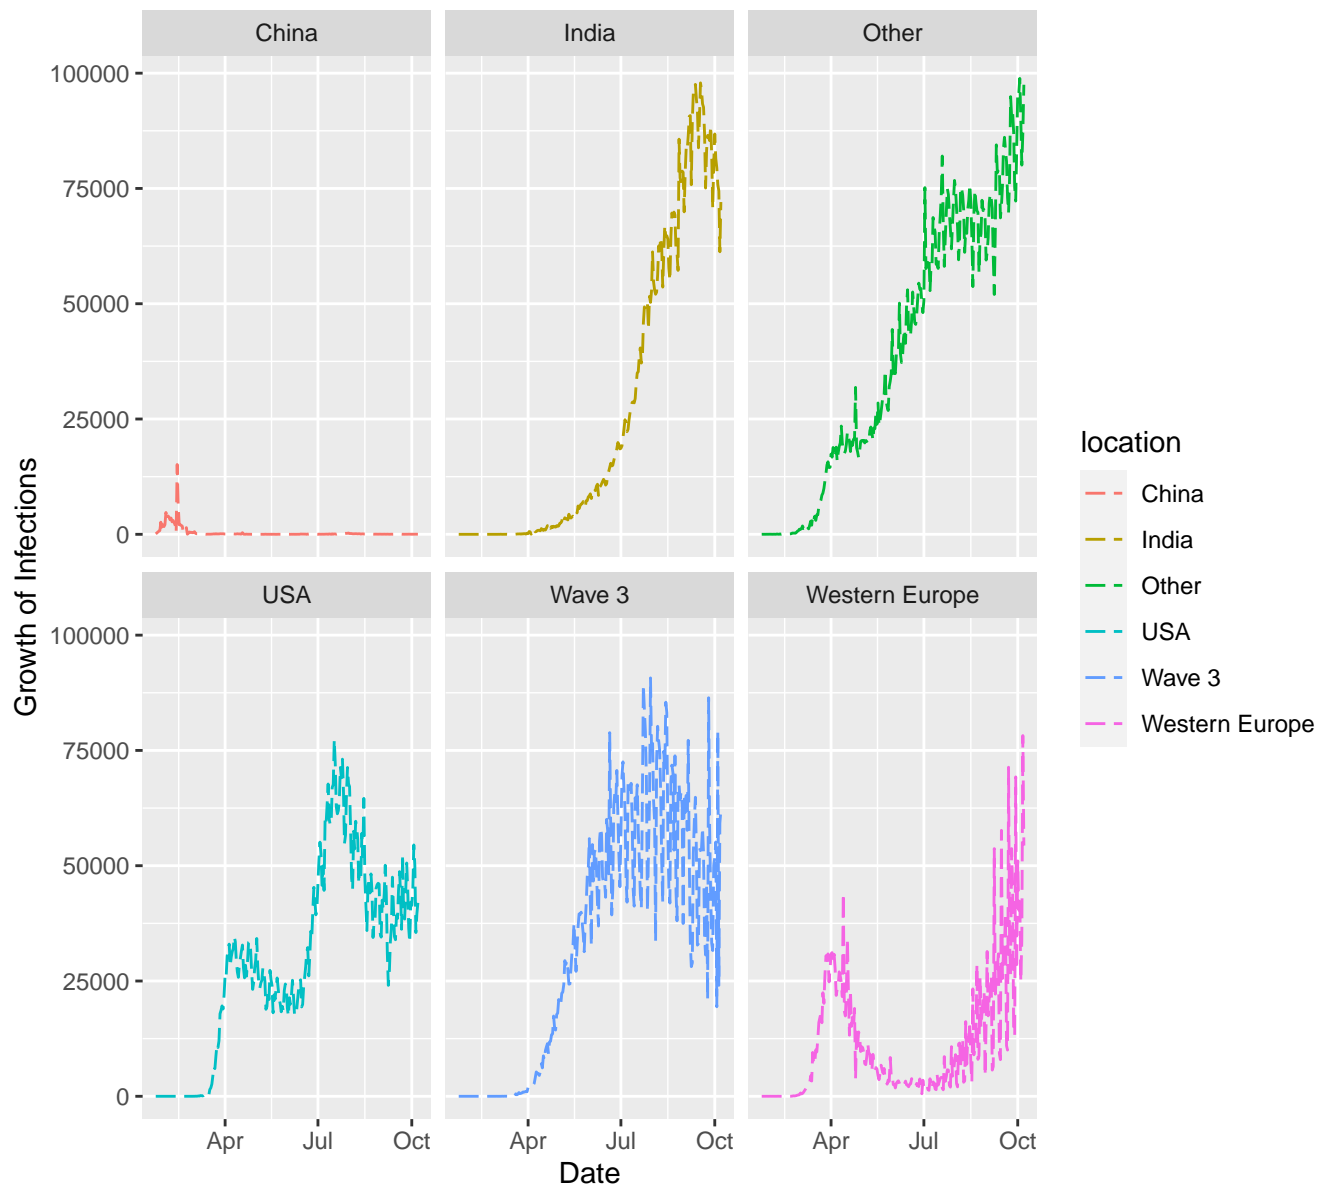 China India Other
100000
75000
50000
25000
0
USA Wave 3 Western Europe
100000
75000
50000
25000
0
Apr Jul Oct Apr Jul Oct Apr Jul Oct
Date
Growth of Infections
location
China
India
Other
USA
Wave 3
Western Europe